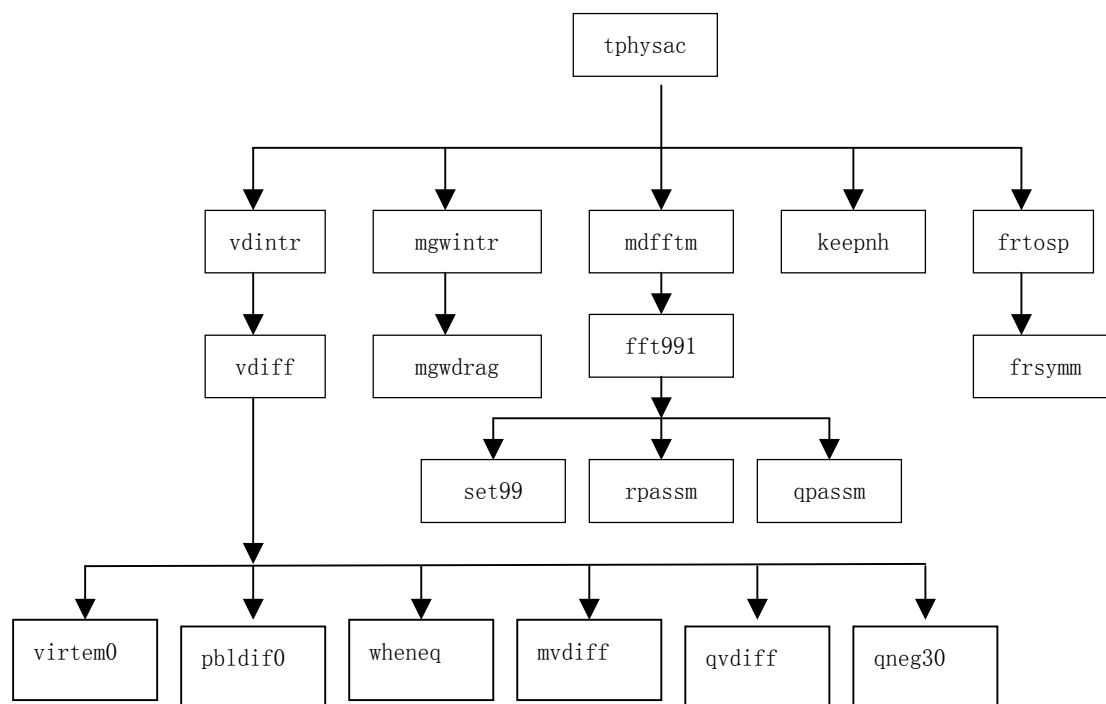 tphysac
vdintr
mgwintr
mdfftm
keepnh
frtosp
vdiff
mgwdrag
fft991
frsymm
set99
rpassm
qpassm
virtem0
pbldif0
wheneq
mvdiff
qvdiff
qneg30